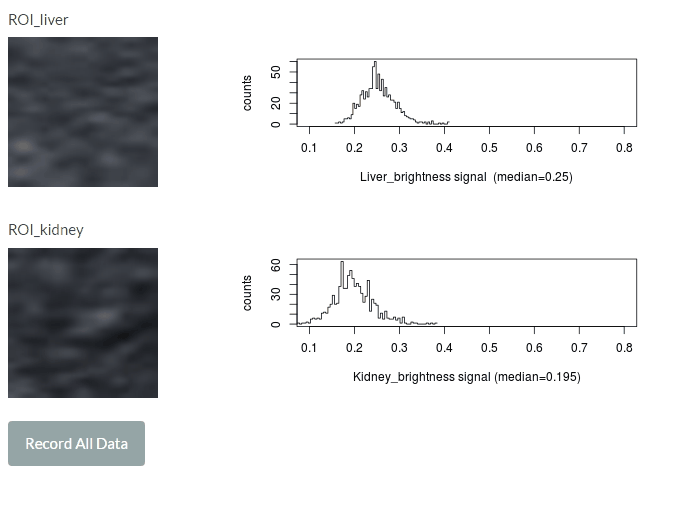 ROI_liver
counts
0 20 50
0.1 0.2 0.3 0.4 0.5 0.6 0.7 0.8
Liver_brightness signal (median=0.25)
ROI_kidney
counts
0 30 60
0.1 0.2 0.3 0.4 0.5 0.6 0.7 0.8
Kidney_brightness signal (median=0.195)
Record All Data